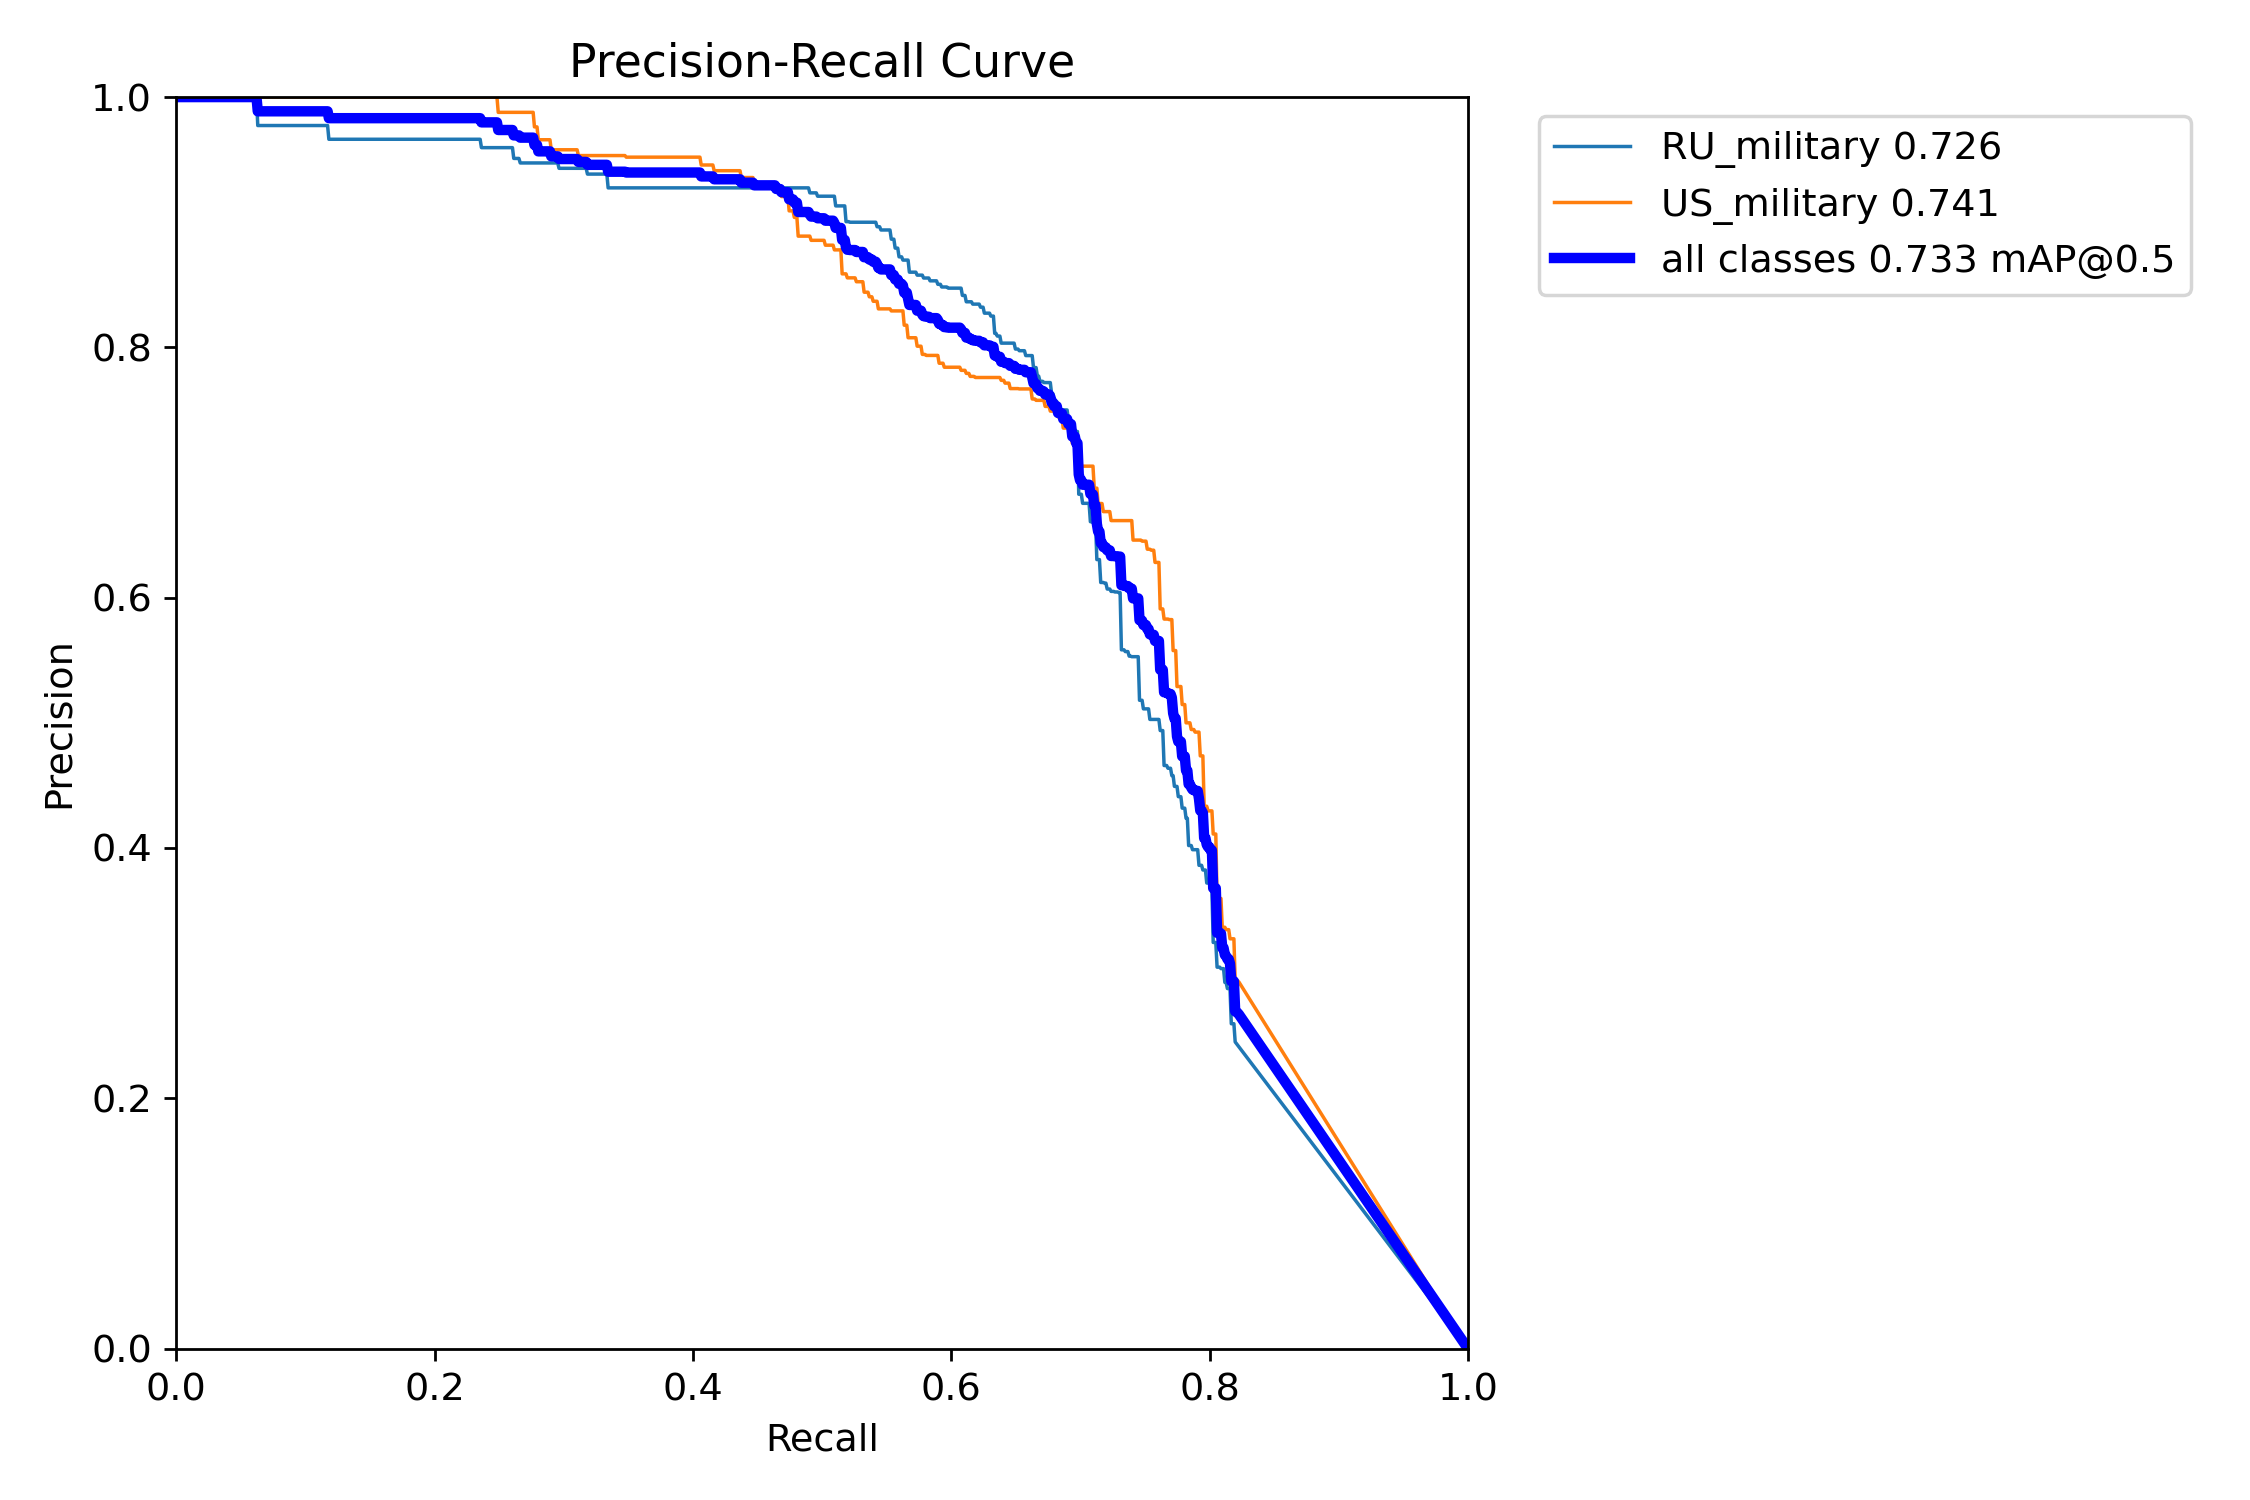 Precision-Recall Curve
1.0
0.8
0.6
0.4
0.2
0.0
Precision
0.0 0.2 0.4 0.6 0.8 1.0
Recall
RU_military 0.726
US_military 0.741
all classes 0.733 mAP@0.5